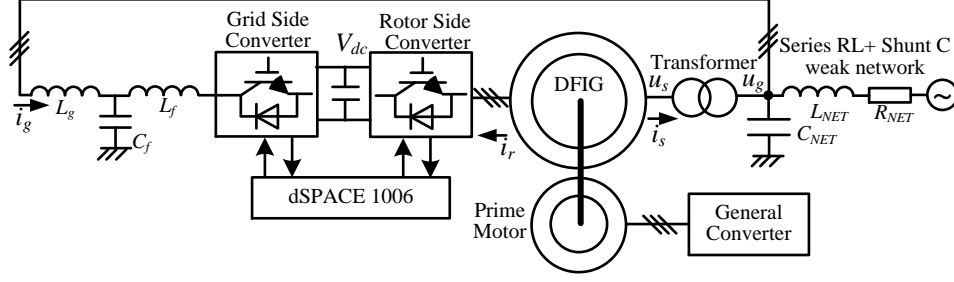 Grid Side
Converter
V_dc
Rotor Side
Converter
DFIG
Transformer
u_s
u_g
Series RL+ Shunt C
weak network
i_g
L_g
L_f
C_f
i_r
i_s
L_NET
R_NET
C_NET
dSPACE 1006
Prime
Motor
General
Converter